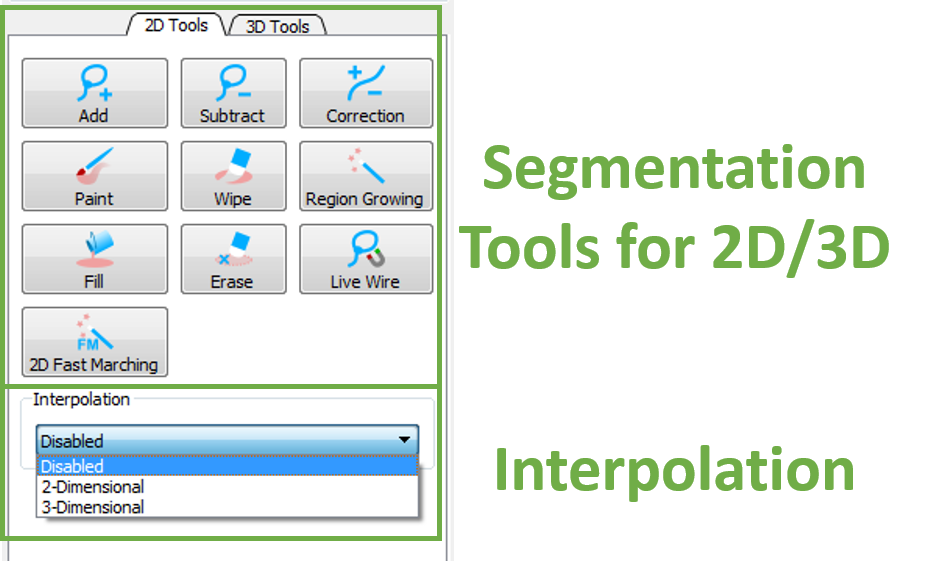 2D Tools 3D Tools
Add Subtract Correction
Paint Wipe Region Growing
Fill Erase Live Wire
FM
2D Fast Marching
Segmentation
Tools for 2D/3D
Interpolation
Disabled
Disabled
2-Dimensional
3-Dimensional
Interpolation